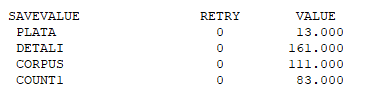 SAVEVALUE RETRY VALUE
PLATA 0 13.000
DETALI 0 161.000
CORPUS 0 111.000
COUNT1 0 83.000